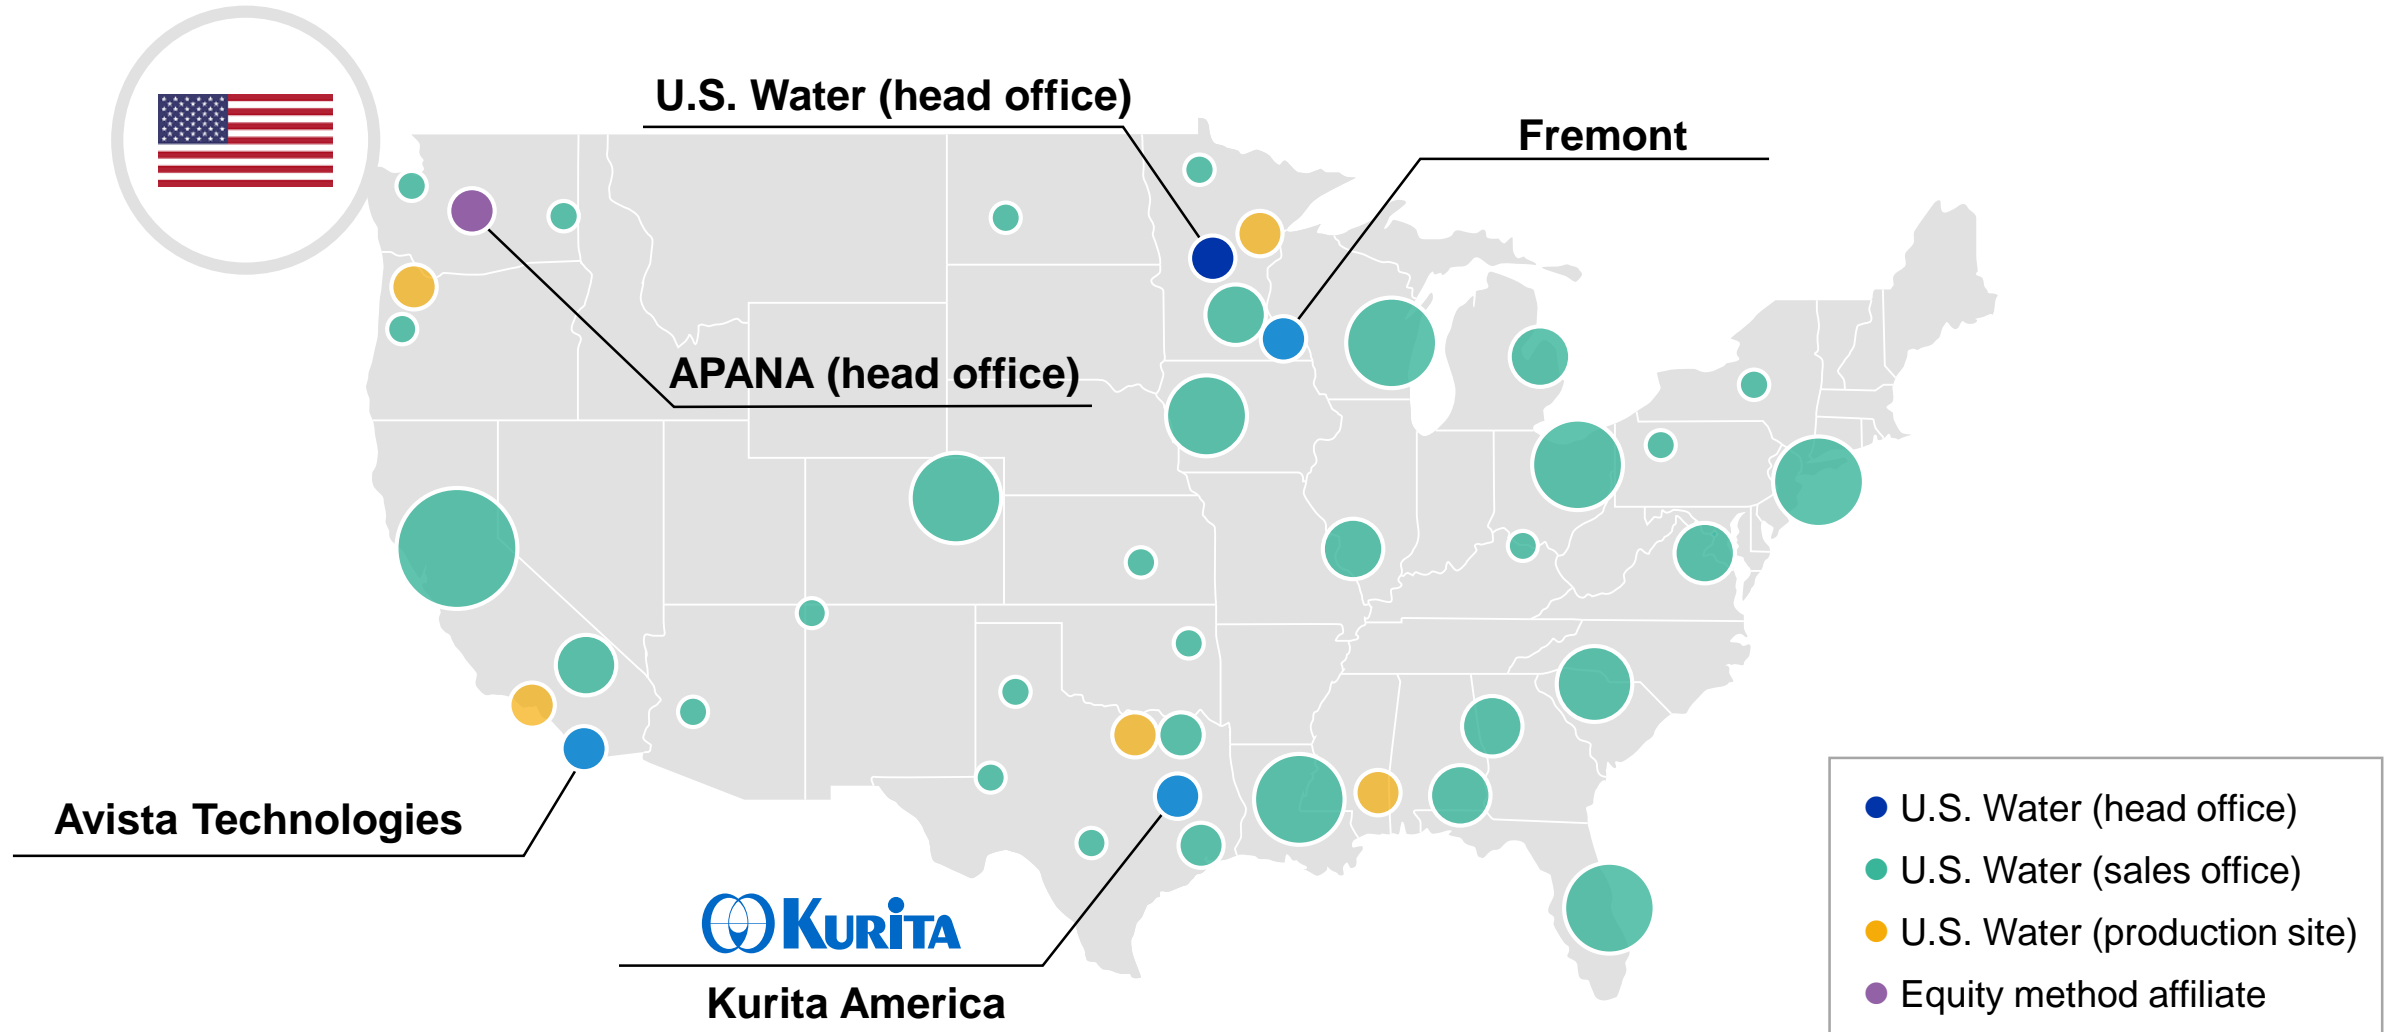 U.S. Water (head office)
Fremont
APANA (head office)
Avista Technologies
KURITA
Kurita America
U.S. Water (head office)
U.S. Water (sales office)
U.S. Water (production site)
Equity method affiliate